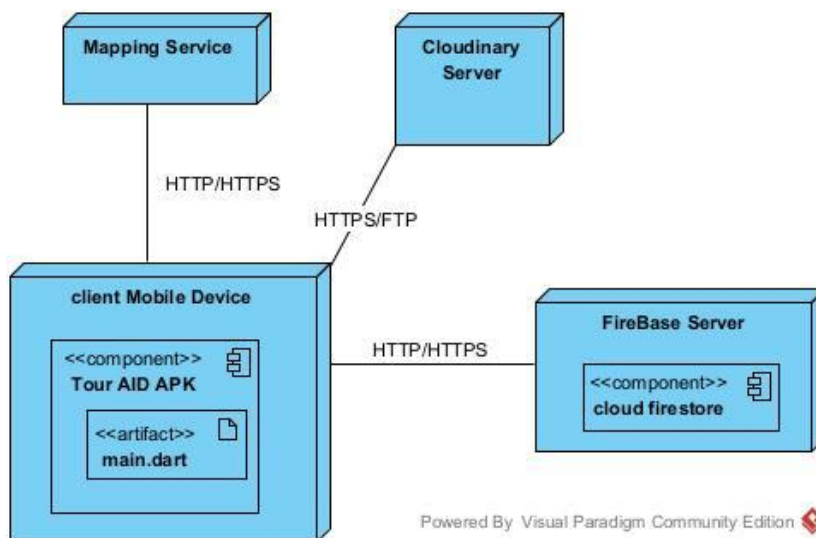 Mapping Service
Cloudinary
Server
HTTP/HTTPS
HTTPS/FTP
client Mobile Device
<<component>>
Tour AID APK
<<artifact>>
main.dart
HTTP/HTTPS
FireBase Server
<<component>>
cloud firestore
Powered By Visual Paradigm Community Edition